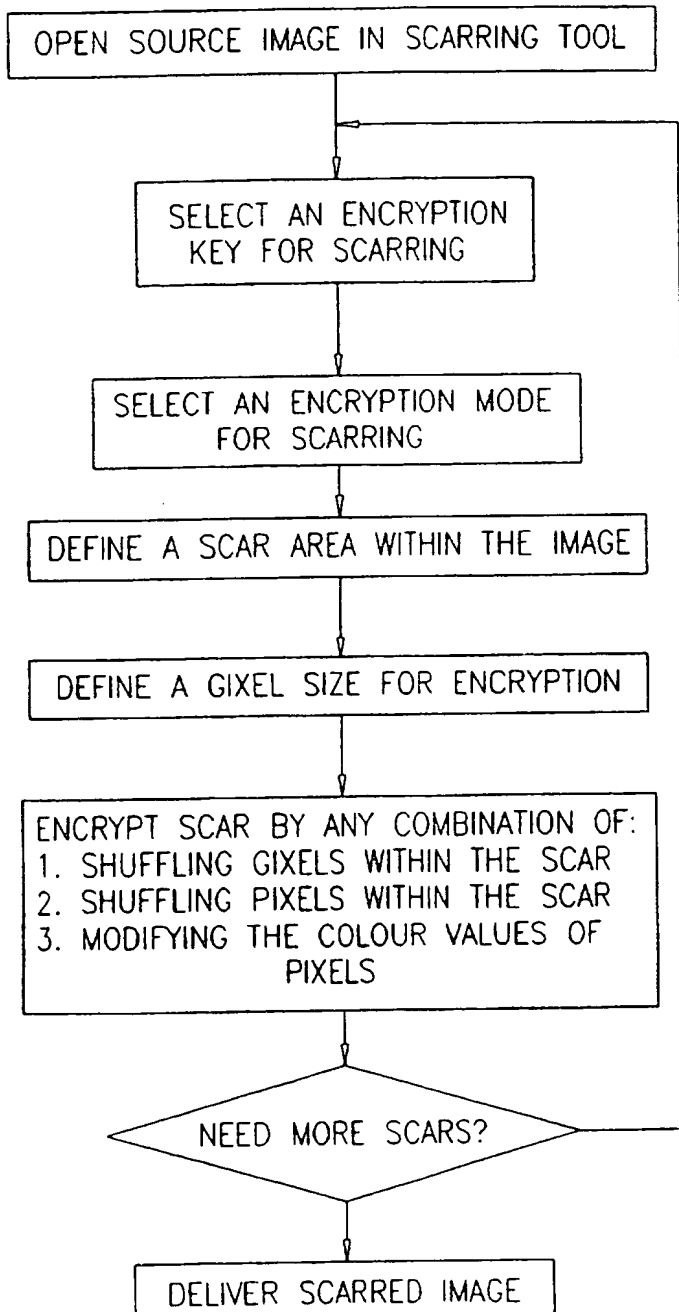 OPEN SOURCE IMAGE IN SCARRING TOOL
SELECT AN ENCRYPTION
KEY FOR SCARRING
SELECT AN ENCRYPTION MODE
FOR SCARRING
DEFINE A SCAR AREA WITHIN THE IMAGE
DEFINE A GIXEL SIZE FOR ENCRYPTION
ENCRYPT SCAR BY ANY COMBINATION OF:
1. SHUFFLING GIXELS WITHIN THE SCAR
2. SHUFFLING PIXELS WITHIN THE SCAR
3. MODIFYING THE COLOUR VALUES OF
PIXELS
NEED MORE SCARS?
DELIVER SCARRED IMAGE